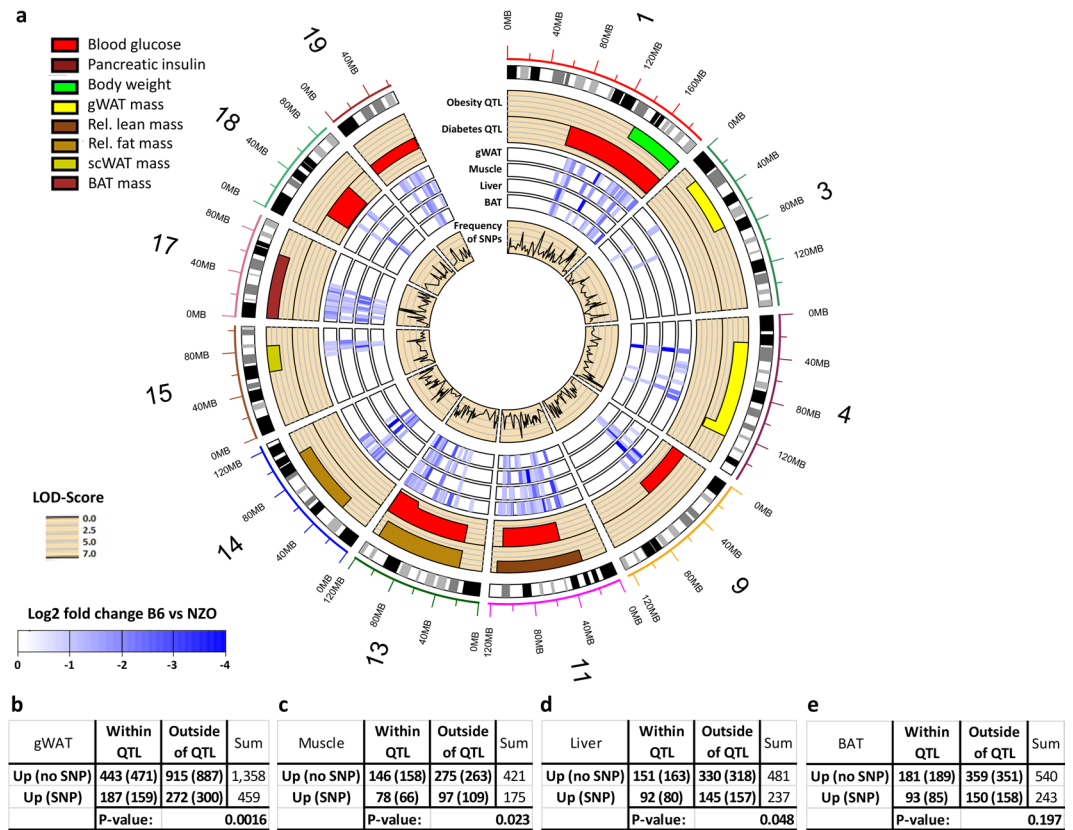 a
Blood glucose
Pancreatic insulin
Body weight
gWAT mass
Rel. lean mass
Rel. fat mass
scWAT mass
BAT mass
Obesity QTL
Diabetes QTL
gWAT
Muscle
Liver
BAT
Frequency
of SNPs
1
0MB
40MB
80MB
120MB
160MB
3
0MB
40MB
80MB
120MB
4
0MB
40MB
80MB
120MB
9
0MB
40MB
80MB
120MB
11
0MB
40MB
80MB
120MB
13
0MB
40MB
80MB
120MB
14
0MB
40MB
80MB
120MB
15
0MB
40MB
80MB
17
0MB
40MB
80MB
18
0MB
40MB
80MB
19
0MB
40MB
LOD-Score
0.0
2.5
5.0
7.0
Log2 fold change B6 vs NZO
0 -1 -2 -3 -4
b
gWAT Within QTL Outside of QTL Sum
Up (no SNP) 443 (471) 915 (887) 1,358
Up (SNP) 187 (159) 272 (300) 459
P-value: 0.0016
c
Muscle Within QTL Outside of QTL Sum
Up (no SNP) 146 (158) 275 (263) 421
Up (SNP) 78 (66) 97 (109) 175
P-value: 0.023
d
Liver Within QTL Outside of QTL Sum
Up (no SNP) 151 (163) 330 (318) 481
Up (SNP) 92 (80) 145 (157) 237
P-value: 0.048
e
BAT Within QTL Outside of QTL Sum
Up (no SNP) 181 (189) 359 (351) 540
Up (SNP) 93 (85) 150 (158) 243
P-value: 0.197